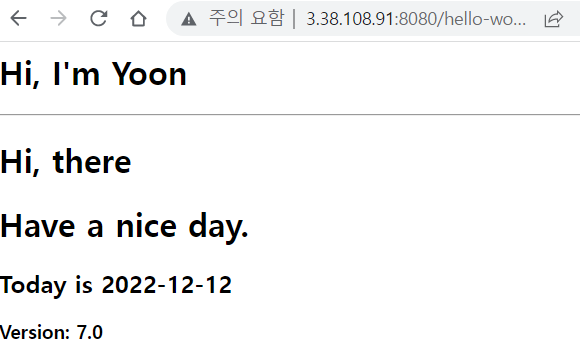 주의 요함 | 3.38.108.91:8080/hello-wo...
Hi, I'm Yoon
Hi, there
Have a nice day.
Today is 2022-12-12
Version: 7.0